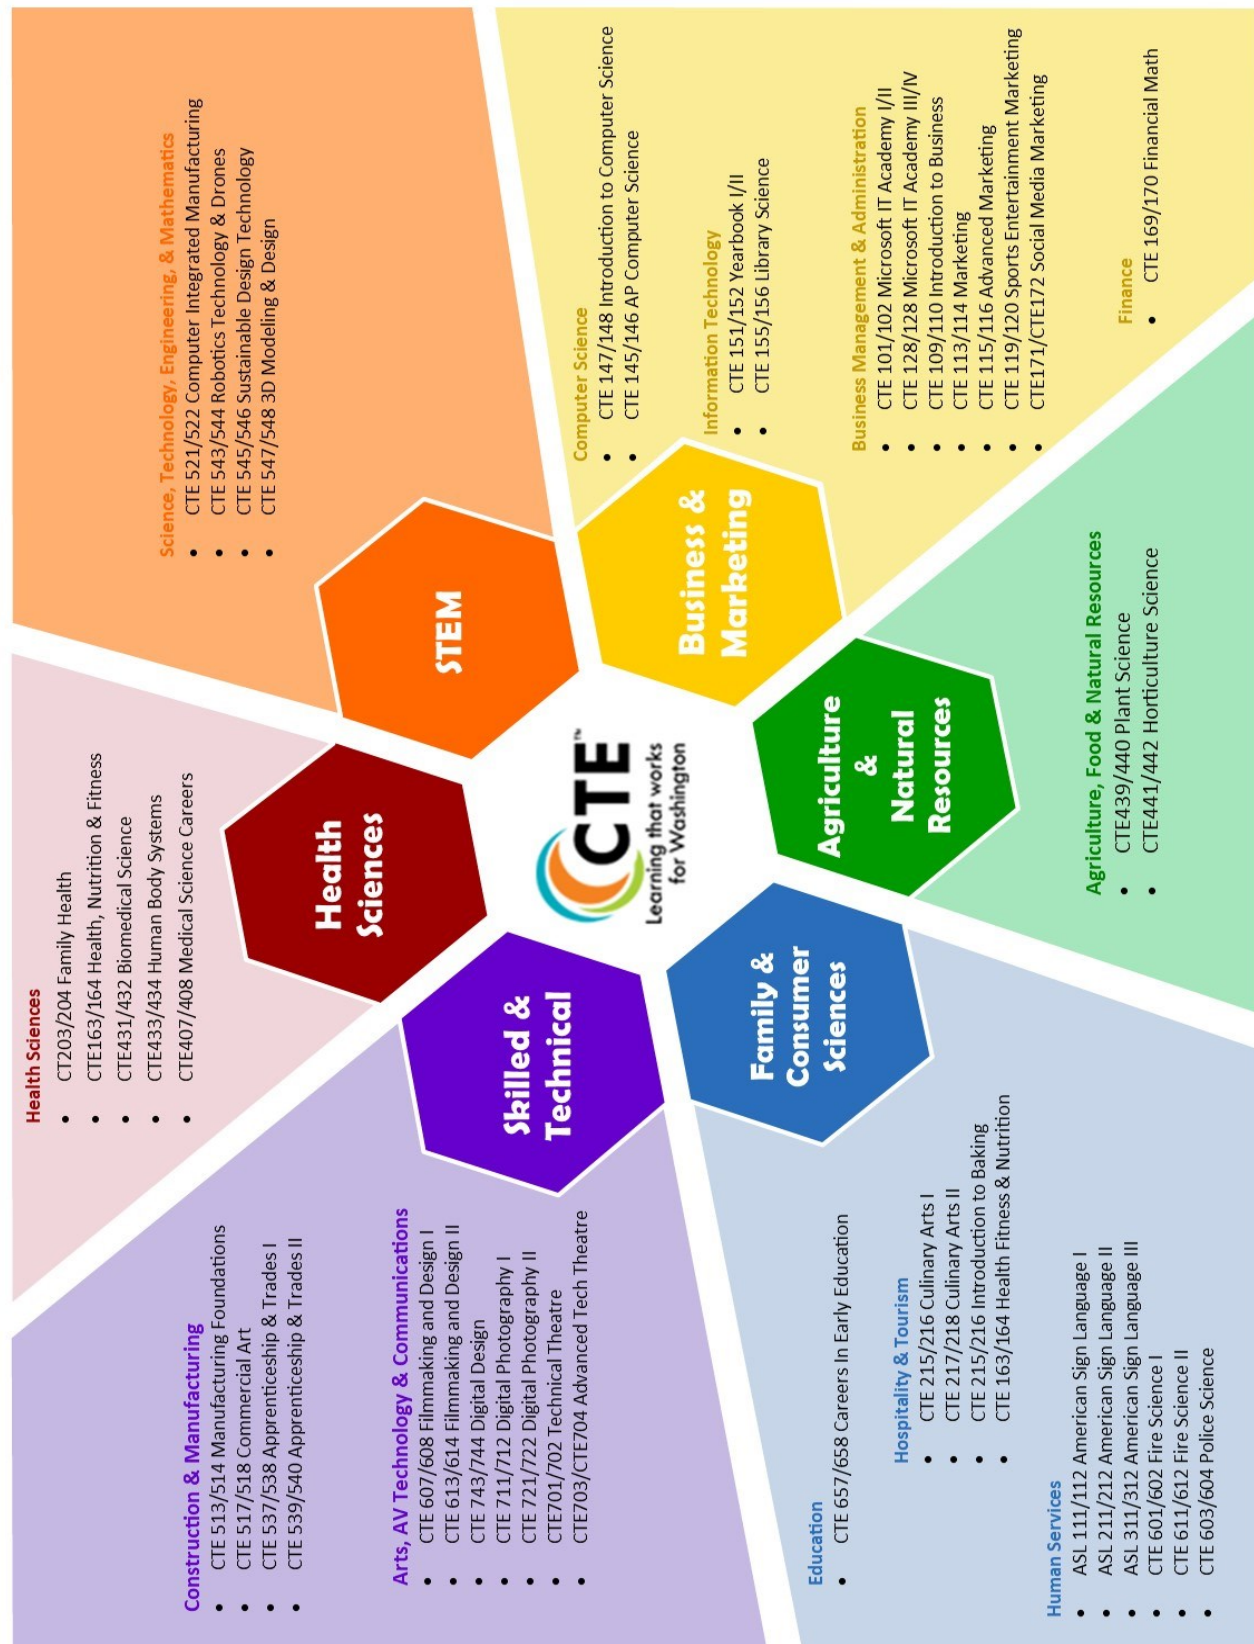 Construction & Manufacturing
• CTE 513/514 Manufacturing Foundations
• CTE 517/518 Commercial Art
• CTE 537/538 Apprenticeship & Trades I
• CTE 539/540 Apprenticeship & Trades II
Arts, AV Technology & Communications
• CTE 607/608 Filmmaking and Design I
• CTE 613/614 Filmmaking and Design II
• CTE 743/744 Digital Design
• CTE 711/712 Digital Photography I
• CTE 721/722 Digital Photography II
• CTE701/702 Technical Theatre
• CTE703/CTE704 Advanced Tech Theatre
Skilled &
Technical
Health Sciences
• CT203/204 Family Health
• CTE163/164 Health, Nutrition & Fitness
• CTE431/432 Biomedical Science
• CTE433/434 Human Body Systems
• CTE407/408 Medical Science Careers
Health
Sciences
Science, Technology, Engineering, & Mathematics
• CTE 521/522 Computer Integrated Manufacturing
• CTE 543/544 Robotics Technology & Drones
• CTE 545/546 Sustainable Design Technology
• CTE 547/548 3D Modeling & Design
STEM
CTE™
Learning that works
for Washington
Education
• CTE 657/658 Careers In Early Education
Hospitality & Tourism
• CTE 215/216 Culinary Arts I
• CTE 217/218 Culinary Arts II
• CTE 215/216 Introduction to Baking
• CTE 163/164 Health Fitness & Nutrition
Human Services
• ASL 111/112 American Sign Language I
• ASL 211/212 American Sign Language II
• ASL 311/312 American Sign Language III
• CTE 601/602 Fire Science I
• CTE 611/612 Fire Science II
• CTE 603/604 Police Science
Family &
Consumer
Sciences
Agriculture
&
Natural
Resources
Agriculture, Food & Natural Resources
• CTE439/440 Plant Science
• CTE441/442 Horticulture Science
Business &
Marketing
Computer Science
• CTE 147/148 Introduction to Computer Science
• CTE 145/146 AP Computer Science
Information Technology
• CTE 151/152 Yearbook I/II
• CTE 155/156 Library Science
Business Management & Administration
• CTE 101/102 Microsoft IT Academy I/II
• CTE 128/128 Microsoft IT Academy III/IV
• CTE 109/110 Introduction to Business
• CTE 113/114 Marketing
• CTE 115/116 Advanced Marketing
• CTE 119/120 Sports Entertainment Marketing
• CTE171/CTE172 Social Media Marketing
Finance
• CTE 169/170 Financial Math